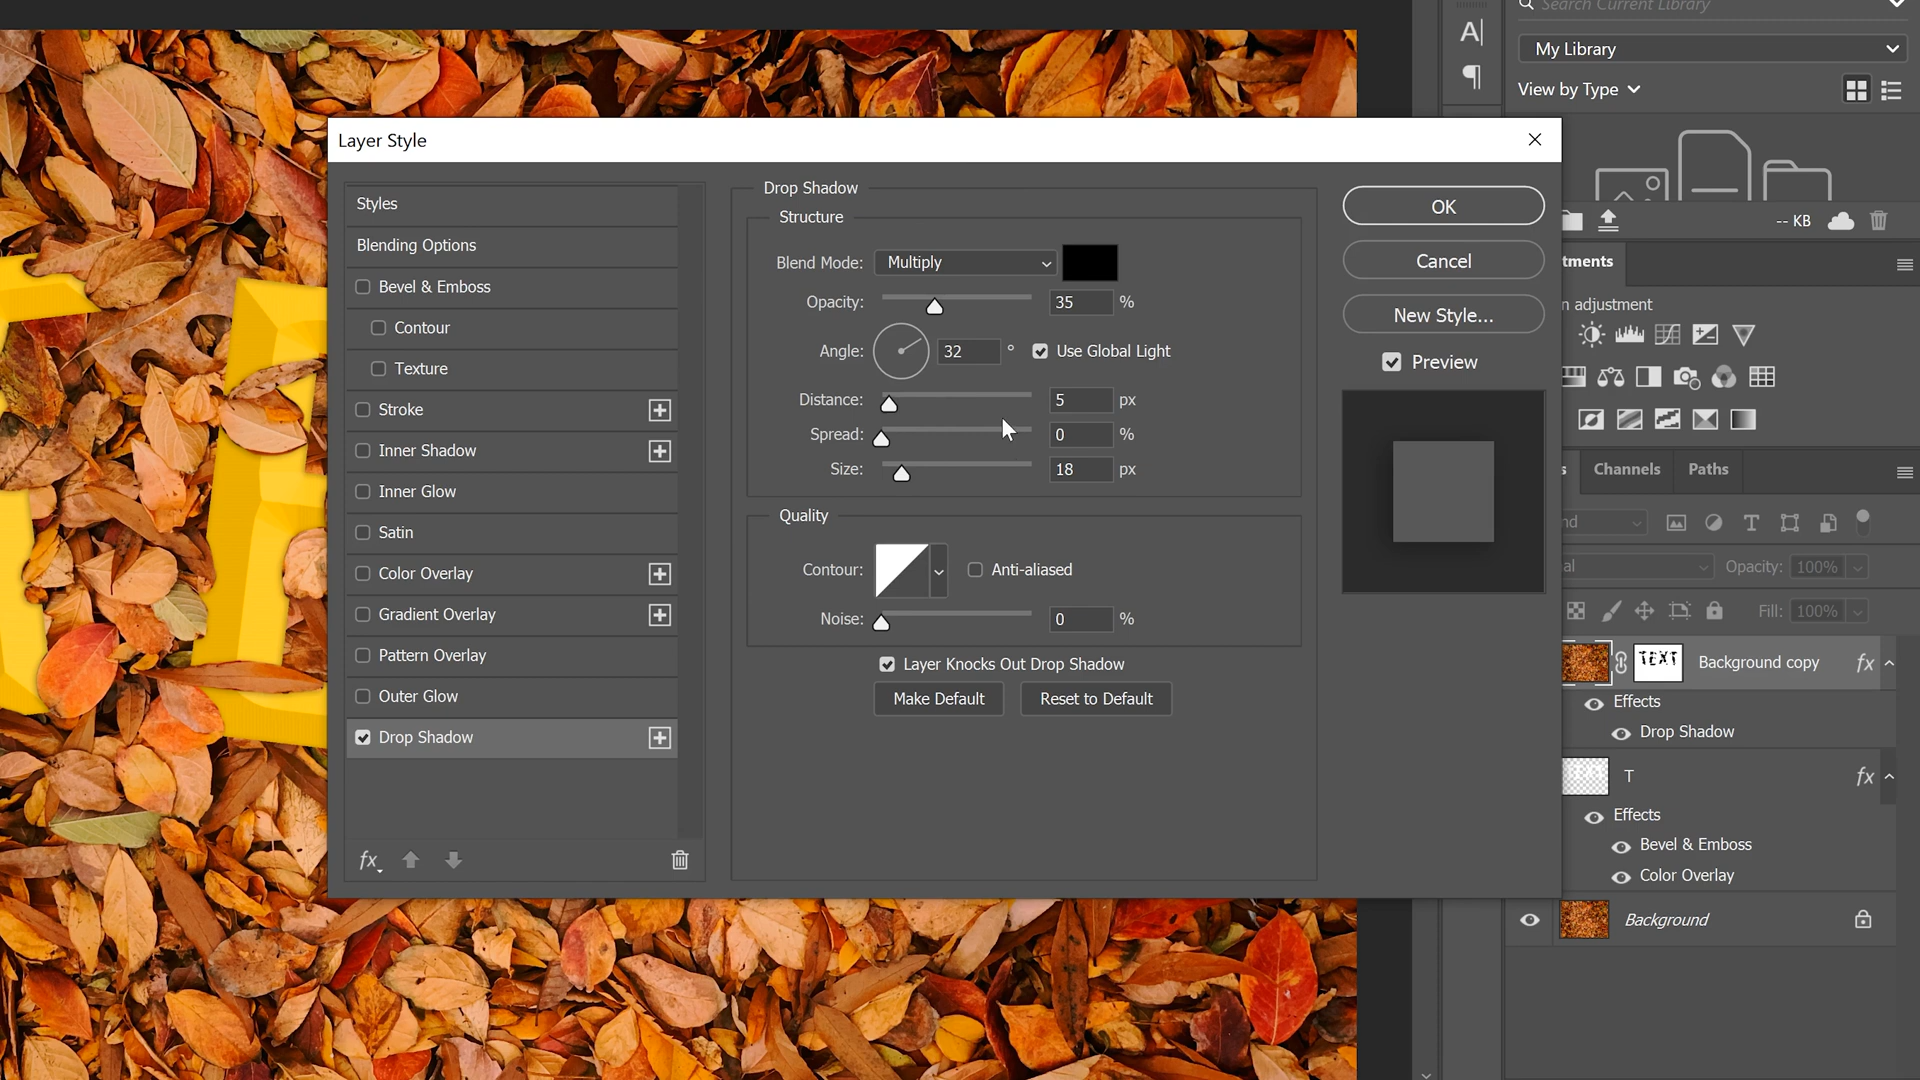 Search Current Library
My Library
View by Type
Layer Style
Styles
Blending Options
Bevel & Emboss
Contour
Texture
Stroke
Inner Shadow
Inner Glow
Satin
Color Overlay
Gradient Overlay
Pattern Overlay
Outer Glow
Drop Shadow
fx
Drop Shadow
Structure
Blend Mode: Multiply
Opacity: 35 %
Angle: 32 ° Use Global Light
Distance: 5 px
Spread: 0 %
Size: 18 px
Quality
Contour: Anti-aliased
Noise: 0 %
Layer Knocks Out Drop Shadow
Make Default Reset to Default
OK
Cancel
New Style...
Preview
-- KB
tments
n adjustment
s Channels Paths
nd
al Opacity: 100%
Fill: 100%
TEXT Background copy fx
Effects
Drop Shadow
T fx
Effects
Bevel & Emboss
Color Overlay
Background